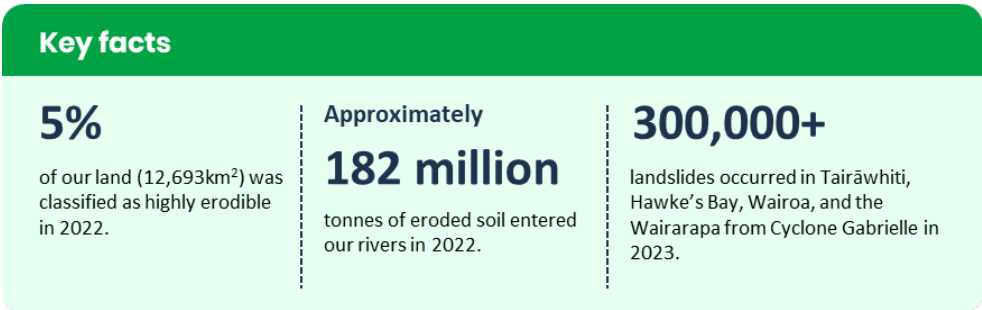 Key facts
5%
of our land (12,693km²) was
classified as highly erodible
in 2022.
Approximately
182 million
tonnes of eroded soil entered
our rivers in 2022.
300,000+
landslides occurred in Tairāwhiti,
Hawke’s Bay, Wairoa, and the
Wairarapa from Cyclone Gabrielle in
2023.